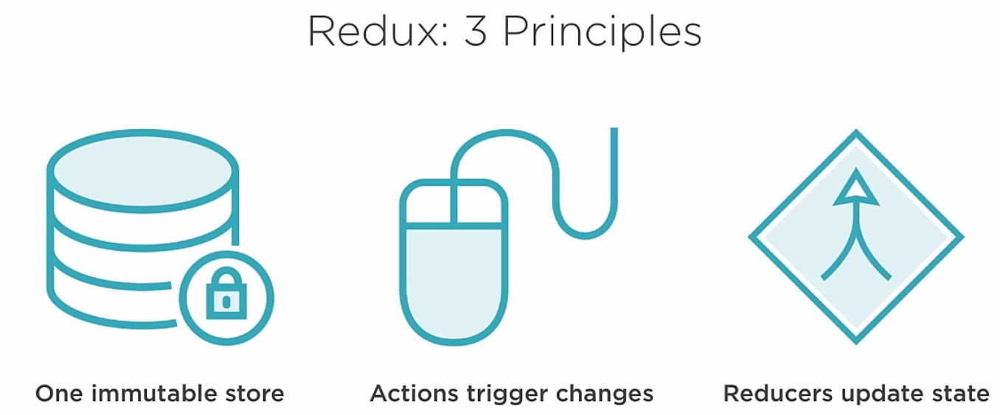 Redux: 3 Principles
One immutable store
Actions trigger changes
Reducers update state